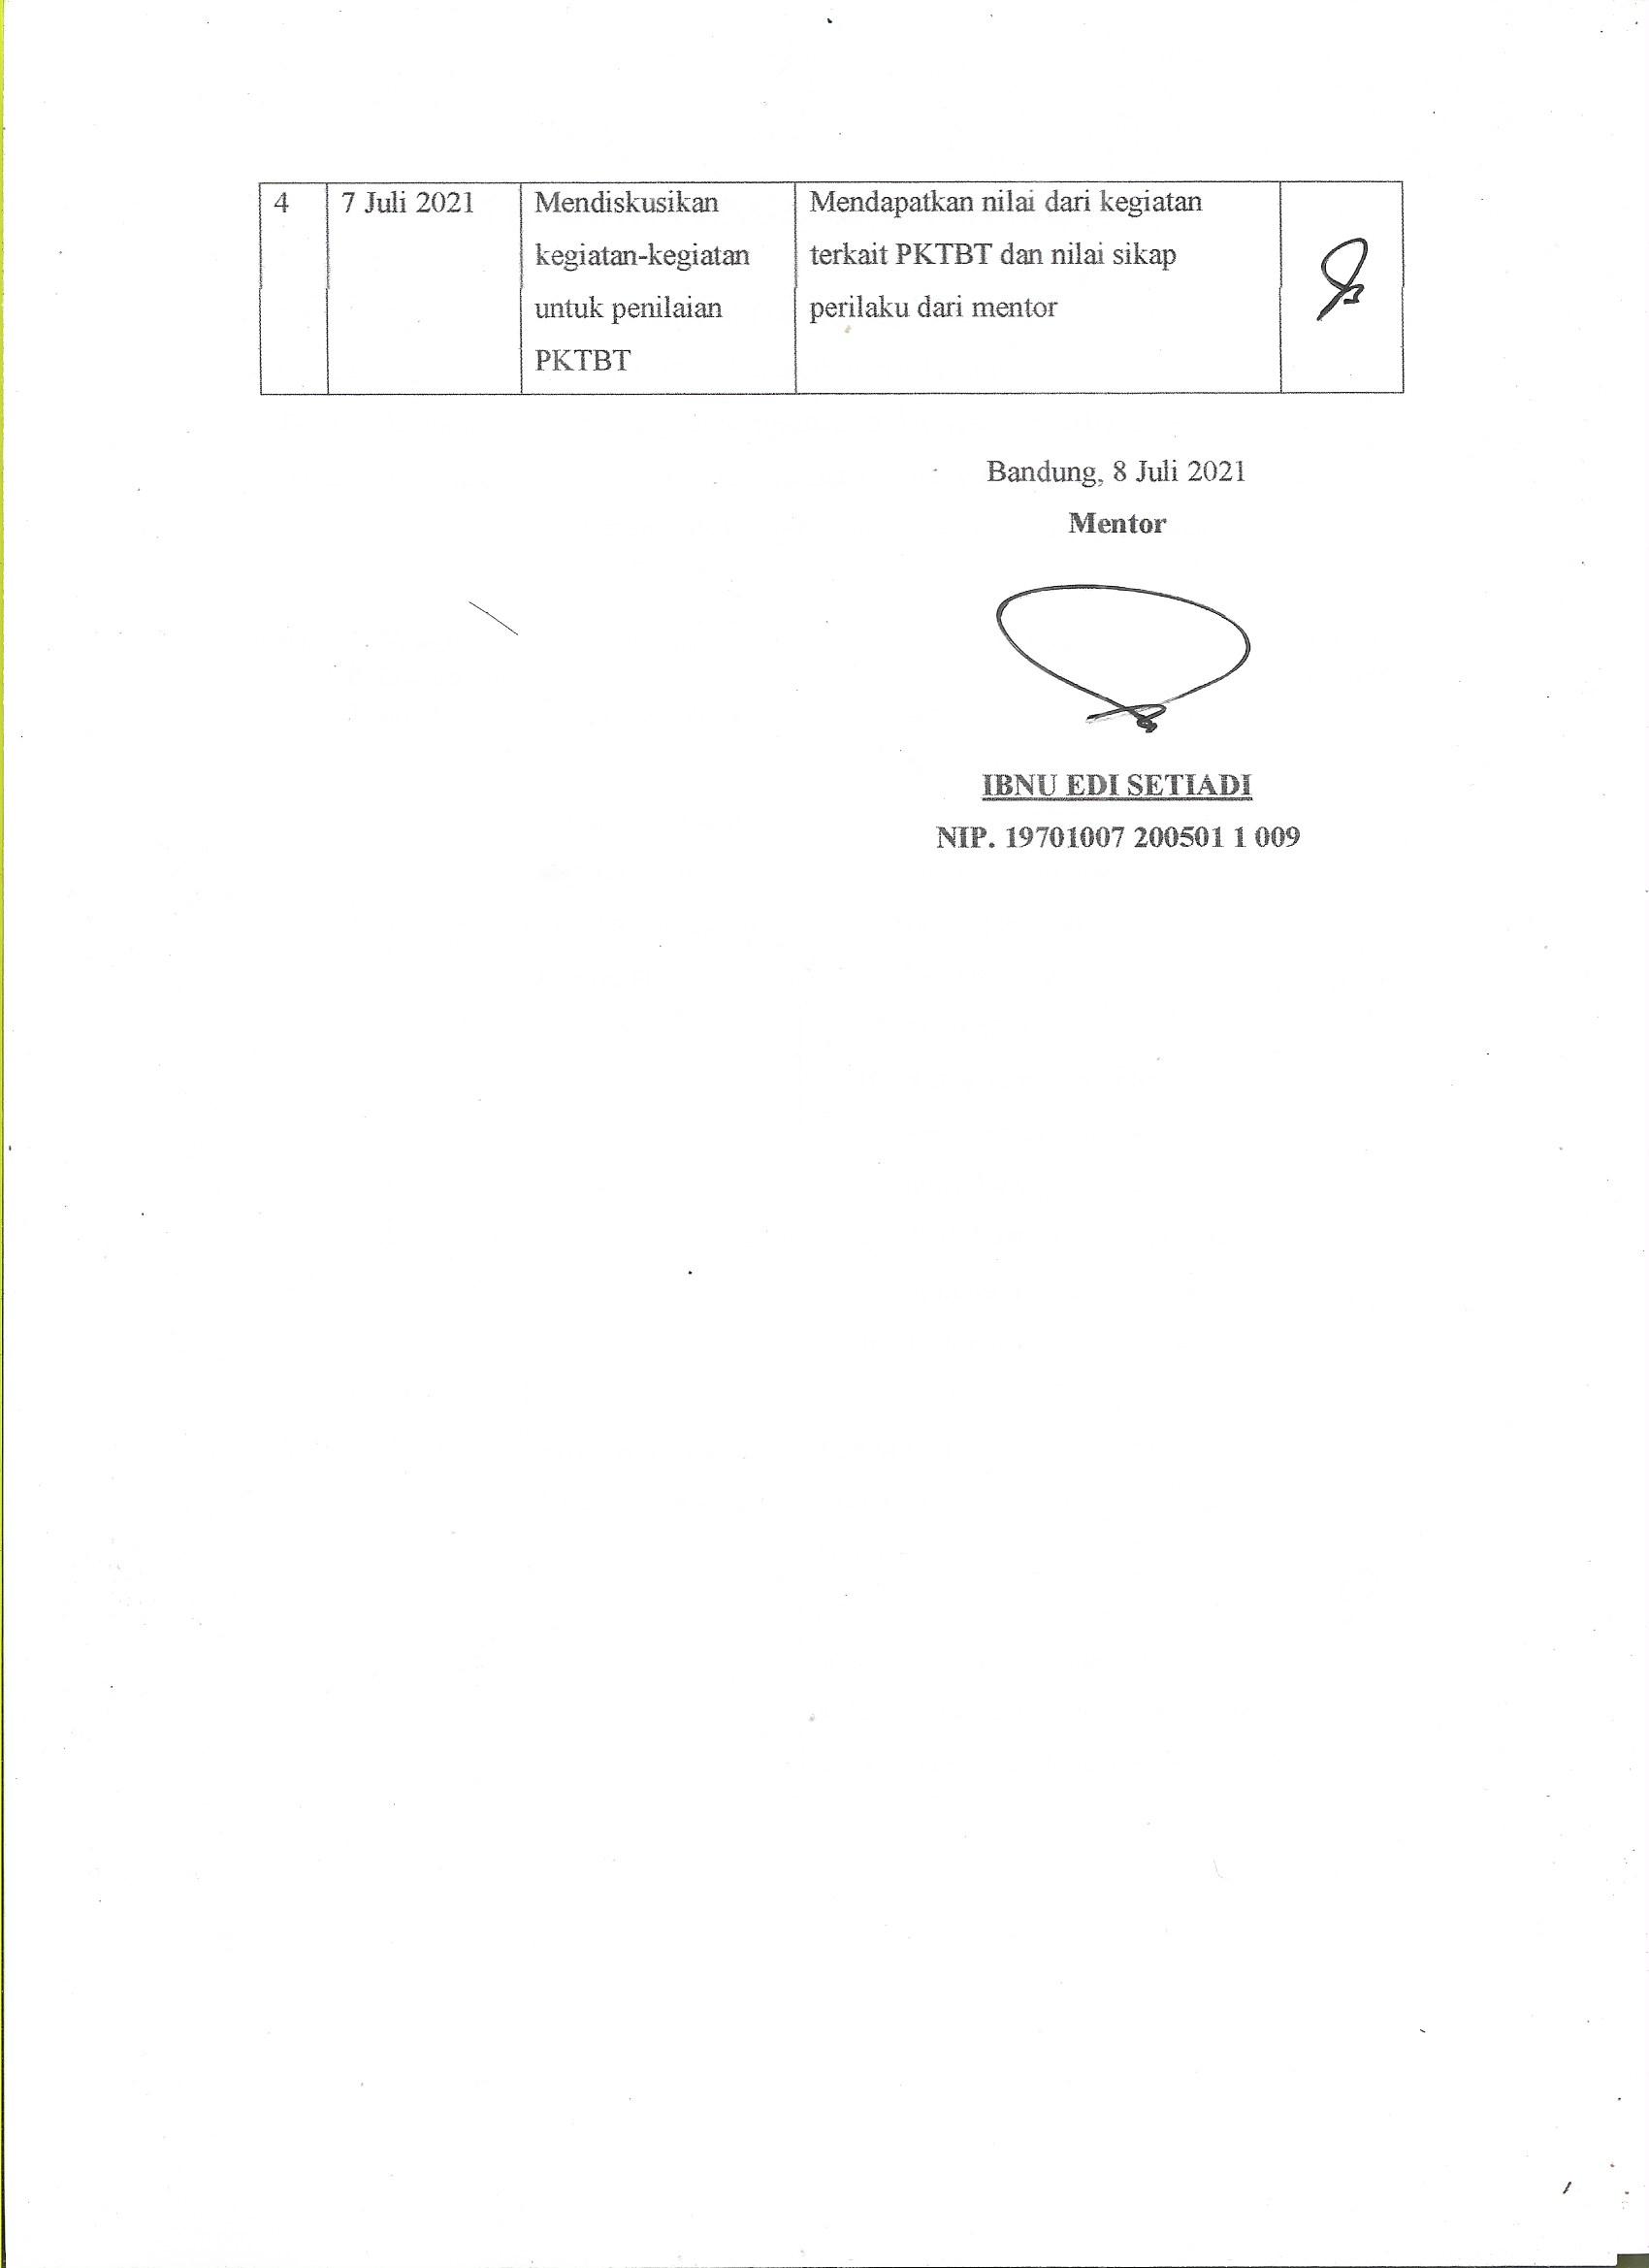 4 7 Juli 2021 Mendiskusikan Mendapatkan nilai dari kegiatan
kegiatan-kegiatan terkait PKTBT dan nilai sikap
untuk penilaian perilaku dari mentor
PKTBT
Bandung, 8 Juli 2021
Mentor
IBNU EDI SETIADI
NIP. 19701007 200501 1 009